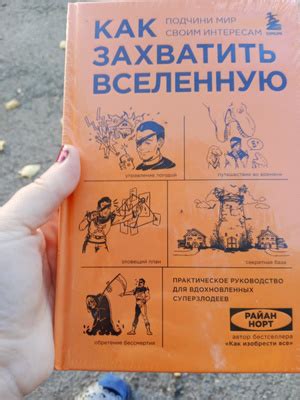 КАК
ПОДЧИНИ МИР
СВОИМ ИНТЕРЕСАМ
ЗАХВАТИТЬ
ВСЕЛЕННУЮ
управление погодой
путешествие во времени
зловещий план
секретная база
обретение бессмертия
ПРАКТИЧЕСКОЕ РУКОВОДСТВО
ДЛЯ ВДОХНОВЛЕННЫХ
СУПЕРЗЛОДЕЕВ
РАЙАН
НОРТ
автор бестселлера
«Как изобрести все»